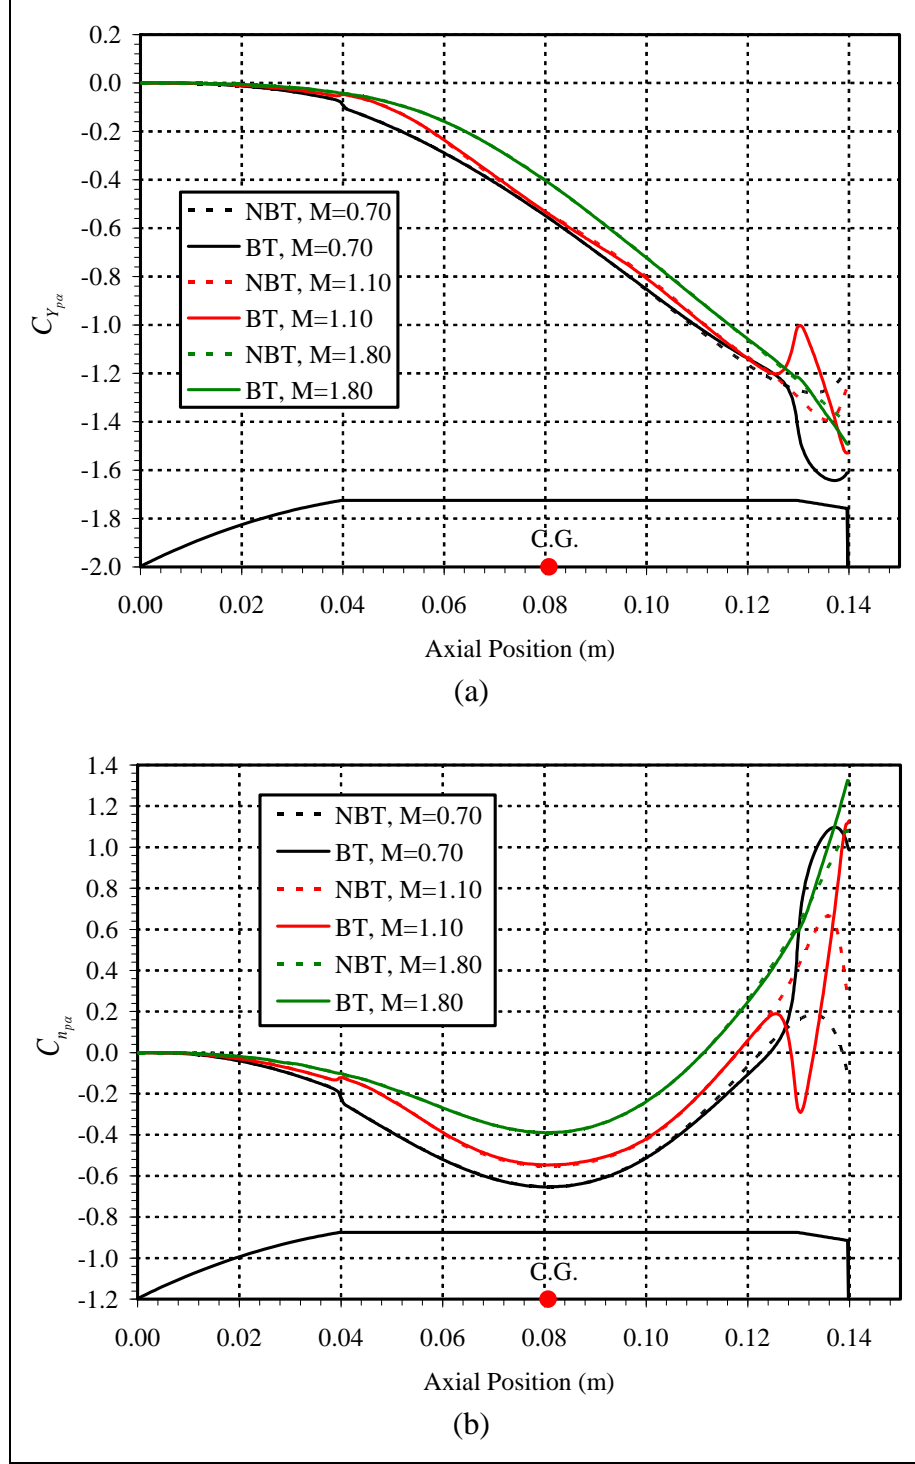 0.2
0.0
-0.2
-0.4
-0.6
-0.8
-1.0
-1.2
-1.4
-1.6
-1.8
-2.0
C_{Y_{pα}}
NBT, M=0.70
BT, M=0.70
NBT, M=1.10
BT, M=1.10
NBT, M=1.80
BT, M=1.80
C.G.
0.00 0.02 0.04 0.06 0.08 0.10 0.12 0.14
Axial Position (m)
(a)
1.4
1.2
1.0
0.8
0.6
0.4
0.2
0.0
-0.2
-0.4
-0.6
-0.8
-1.0
-1.2
C_{n_{pα}}
NBT, M=0.70
BT, M=0.70
NBT, M=1.10
BT, M=1.10
NBT, M=1.80
BT, M=1.80
C.G.
0.00 0.02 0.04 0.06 0.08 0.10 0.12 0.14
Axial Position (m)
(b)